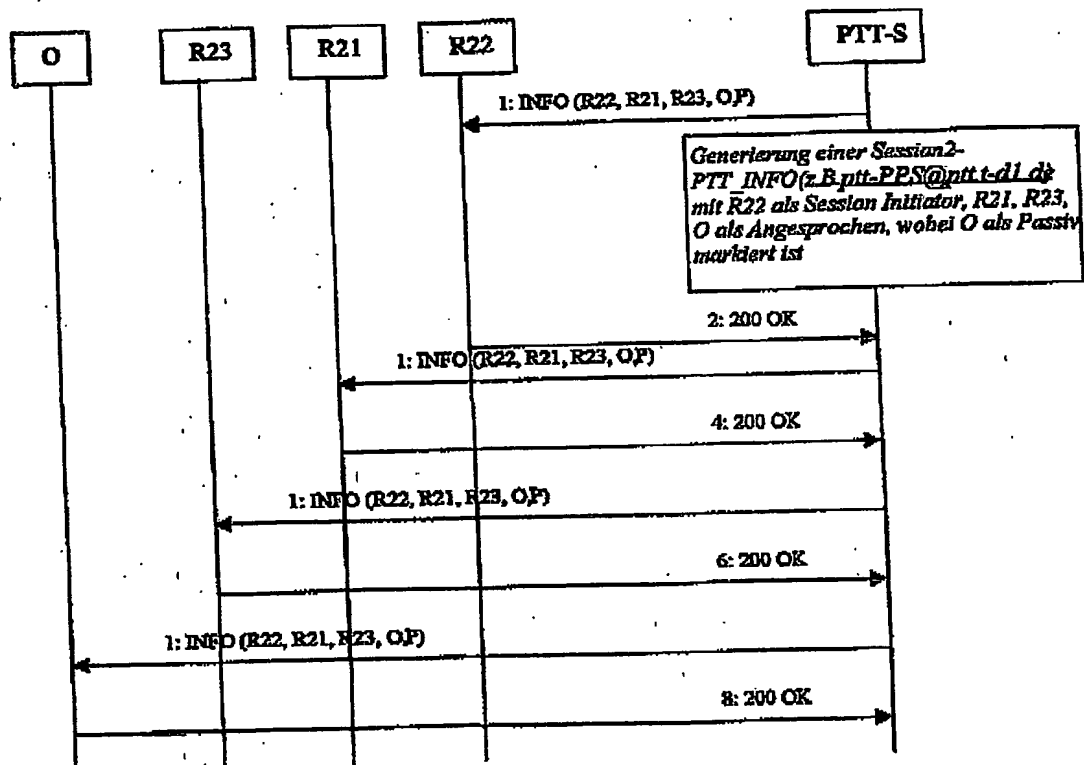 O
R23
R21
R22
PTT-S
1: INFO (R22, R21, R23, O,P)
Generierung einer Session2-
PTT_INFO(z.B.ptt-PPS@ptt.t-d1.de)
mit R22 als Session Initiator, R21, R23,
O als Angesprochen, wobei O als Passiv
markiert ist
2: 200 OK
1: INFO (R22, R21, R23, O,P)
4: 200 OK
1: INFO (R22, R21, R23, O,P)
6: 200 OK
1: INFO (R22, R21, R23, O,P)
8: 200 OK